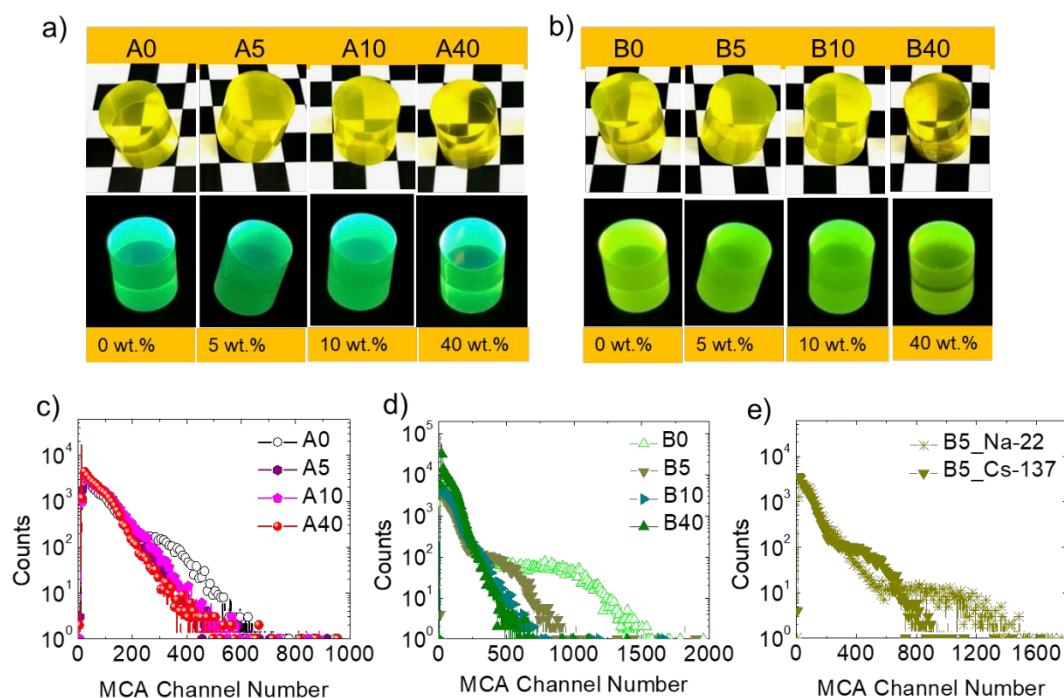 a)
A0 A5 A10 A40
0 wt.% 5 wt.% 10 wt.% 40 wt.%
b)
B0 B5 B10 B40
0 wt.% 5 wt.% 10 wt.% 40 wt.%
c)
A0
A5
A10
A40
10^4
10^3
10^2
10^1
10^0
Counts
0 200 400 600 800
MCA Channel Number
d)
B0
B5
B10
B40
10^5
10^4
10^3
10^2
10^1
10^0
Counts
0 500 1000 1500 2000
MCA Channel Number
e)
B5_Na-22
B5_Cs-137
10^4
10^3
10^2
10^1
10^0
Counts
0 400 800 1200 1600
MCA Channel Number